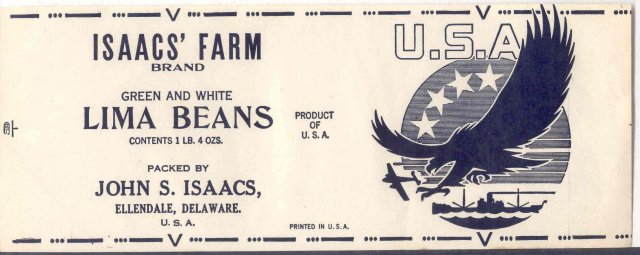 ISAACS' FARM
BRAND
GREEN AND WHITE
LIMA BEANS
CONTENTS 1 LB. 4 OZS.
PACKED BY
JOHN S. ISAACS,
ELLENDALE, DELAWARE.
U. S. A.
PRODUCT
OF
U. S. A.
PRINTED IN U. S. A.
U.S.A
V
V
V
V